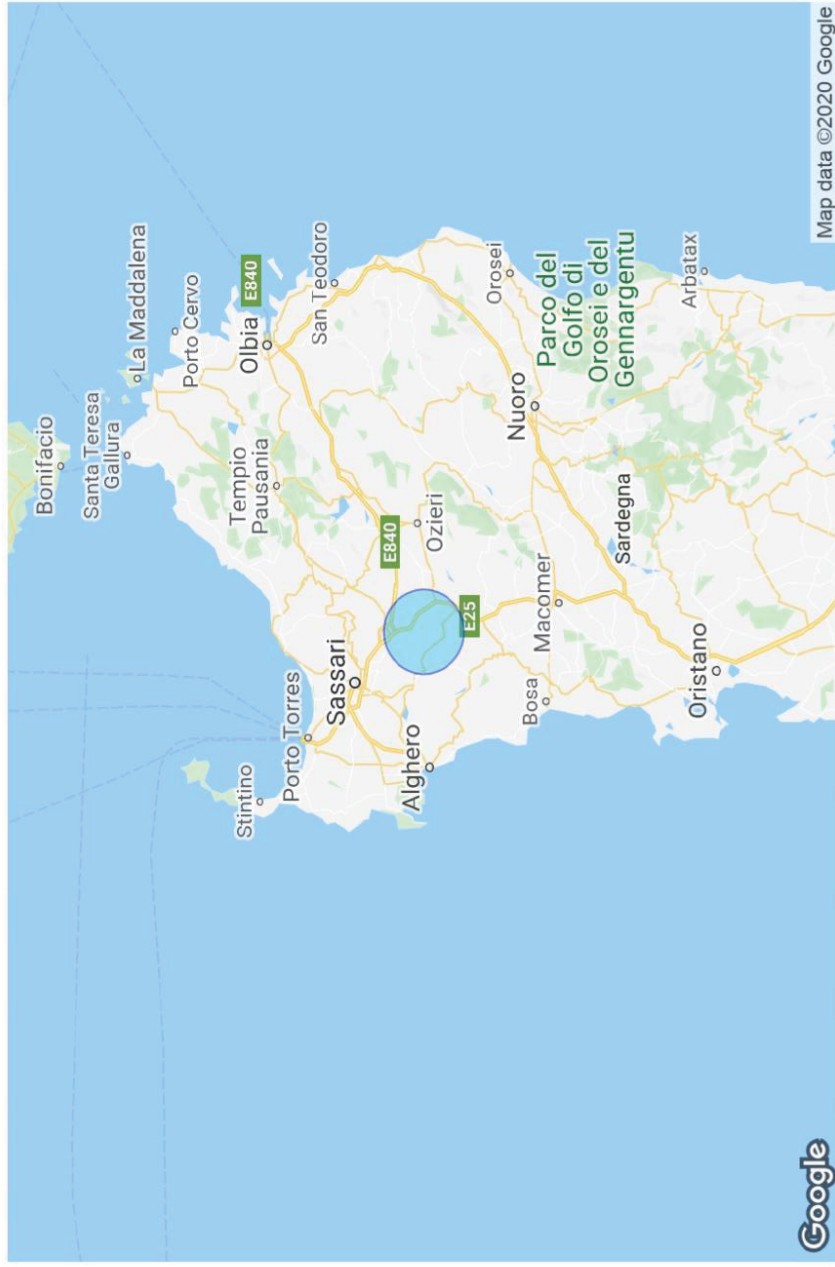 Bonifacio
Santa Teresa
Gallura
La Maddalena
Porto Cervo
E840
Olbia
San Teodoro
Tempio
Pausania
Stintino
Porto Torres
Sassari
E840
Ozieri
Alghero
E25
Orosei
Nuoro
Macomer
Bosa
Parco del
Golfo di
Orosei e del
Gennargentu
Sardegna
Arbatax
Oristano
Google
Map data ©2020 Google